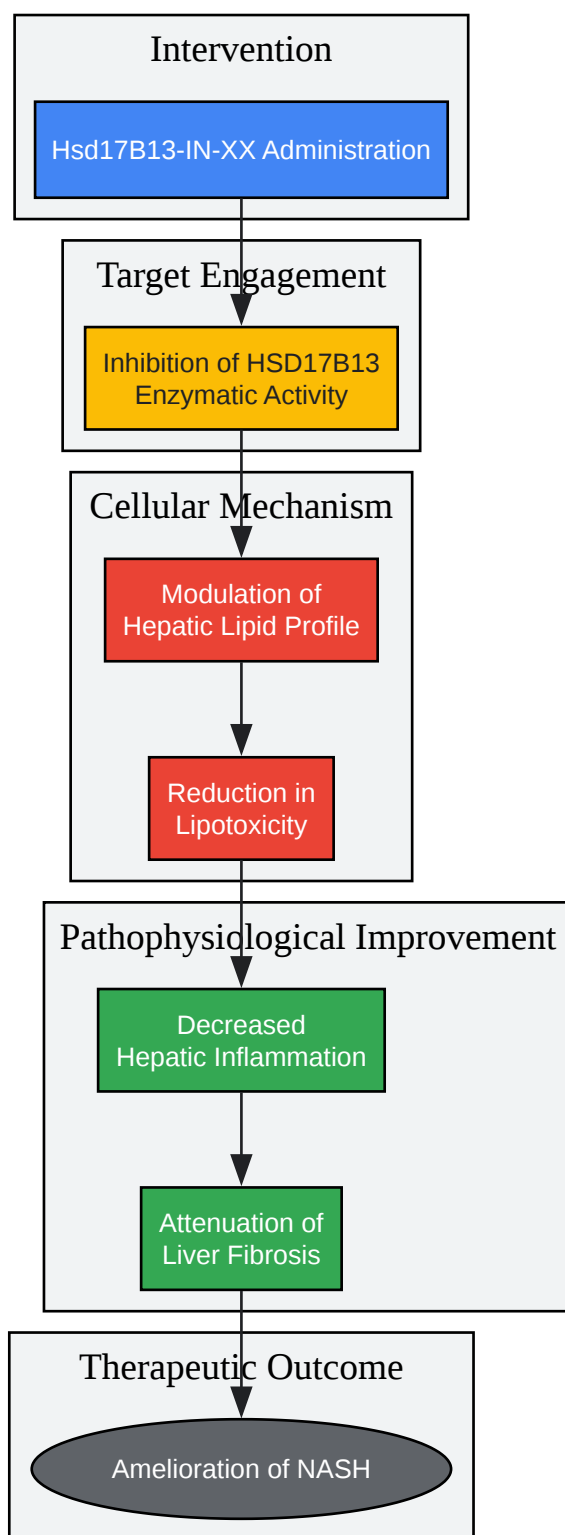 Intervention
Hsd17B13-IN-XX Administration
Target Engagement
Inhibition of HSD17B13
Enzymatic Activity
Cellular Mechanism
Modulation of
Hepatic Lipid Profile
Reduction in
Lipotoxicity
Pathophysiological Improvement
Decreased
Hepatic Inflammation
Attenuation of
Liver Fibrosis
Therapeutic Outcome
Amelioration of NASH